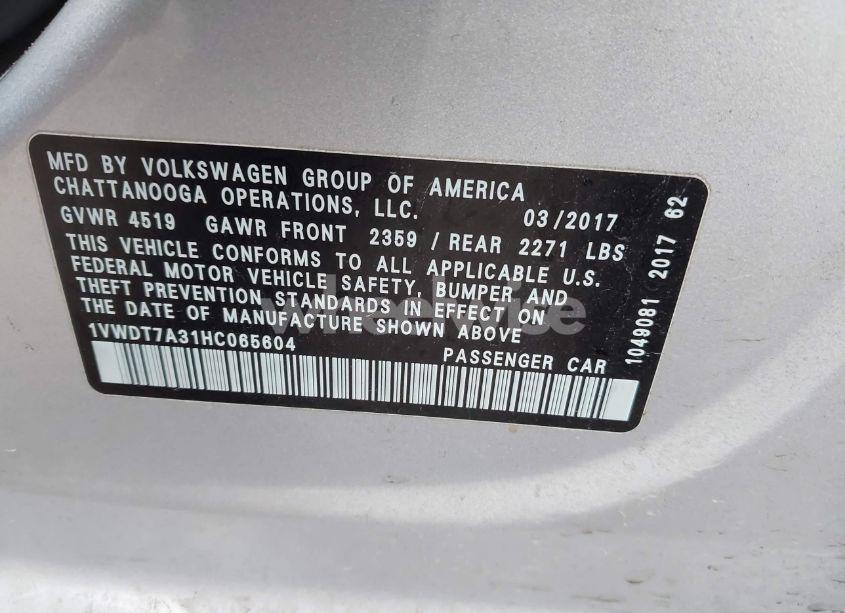 MFD BY VOLKSWAGEN GROUP OF AMERICA
CHATTANOOGA OPERATIONS, LLC. 03/2017
GVWR 4519 GAWR FRONT 2359 / REAR 2271 LBS
THIS VEHICLE CONFORMS TO ALL APPLICABLE U.S.
FEDERAL MOTOR VEHICLE SAFETY, BUMPER AND
THEFT PREVENTION STANDARDS IN EFFECT ON
THE DATE OF MANUFACTURE SHOWN ABOVE
1VWDT7A31HC065604 PASSENGER CAR
1049081 2017 62
wheelwise